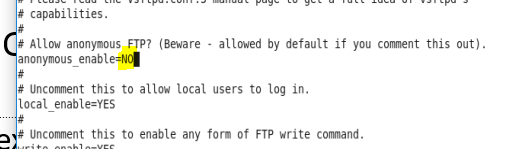 # Please read the vsftpd.conf.5 manual page to get a full idea of vsftpd's
# capabilities.
#
# Allow anonymous FTP? (Beware - allowed by default if you comment this out).
anonymous_enable=NO
#
# Uncomment this to allow local users to log in.
local_enable=YES
#
# Uncomment this to enable any form of FTP write command.
write_enable=YES